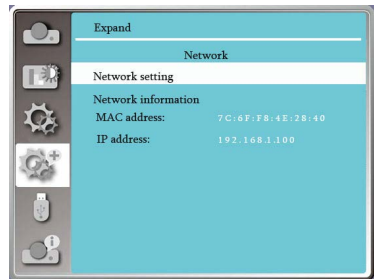 Expand
Network
Network setting
Network information
MAC address: 7C:6F:F8:4E:28:40
IP address: 192.168.1.100